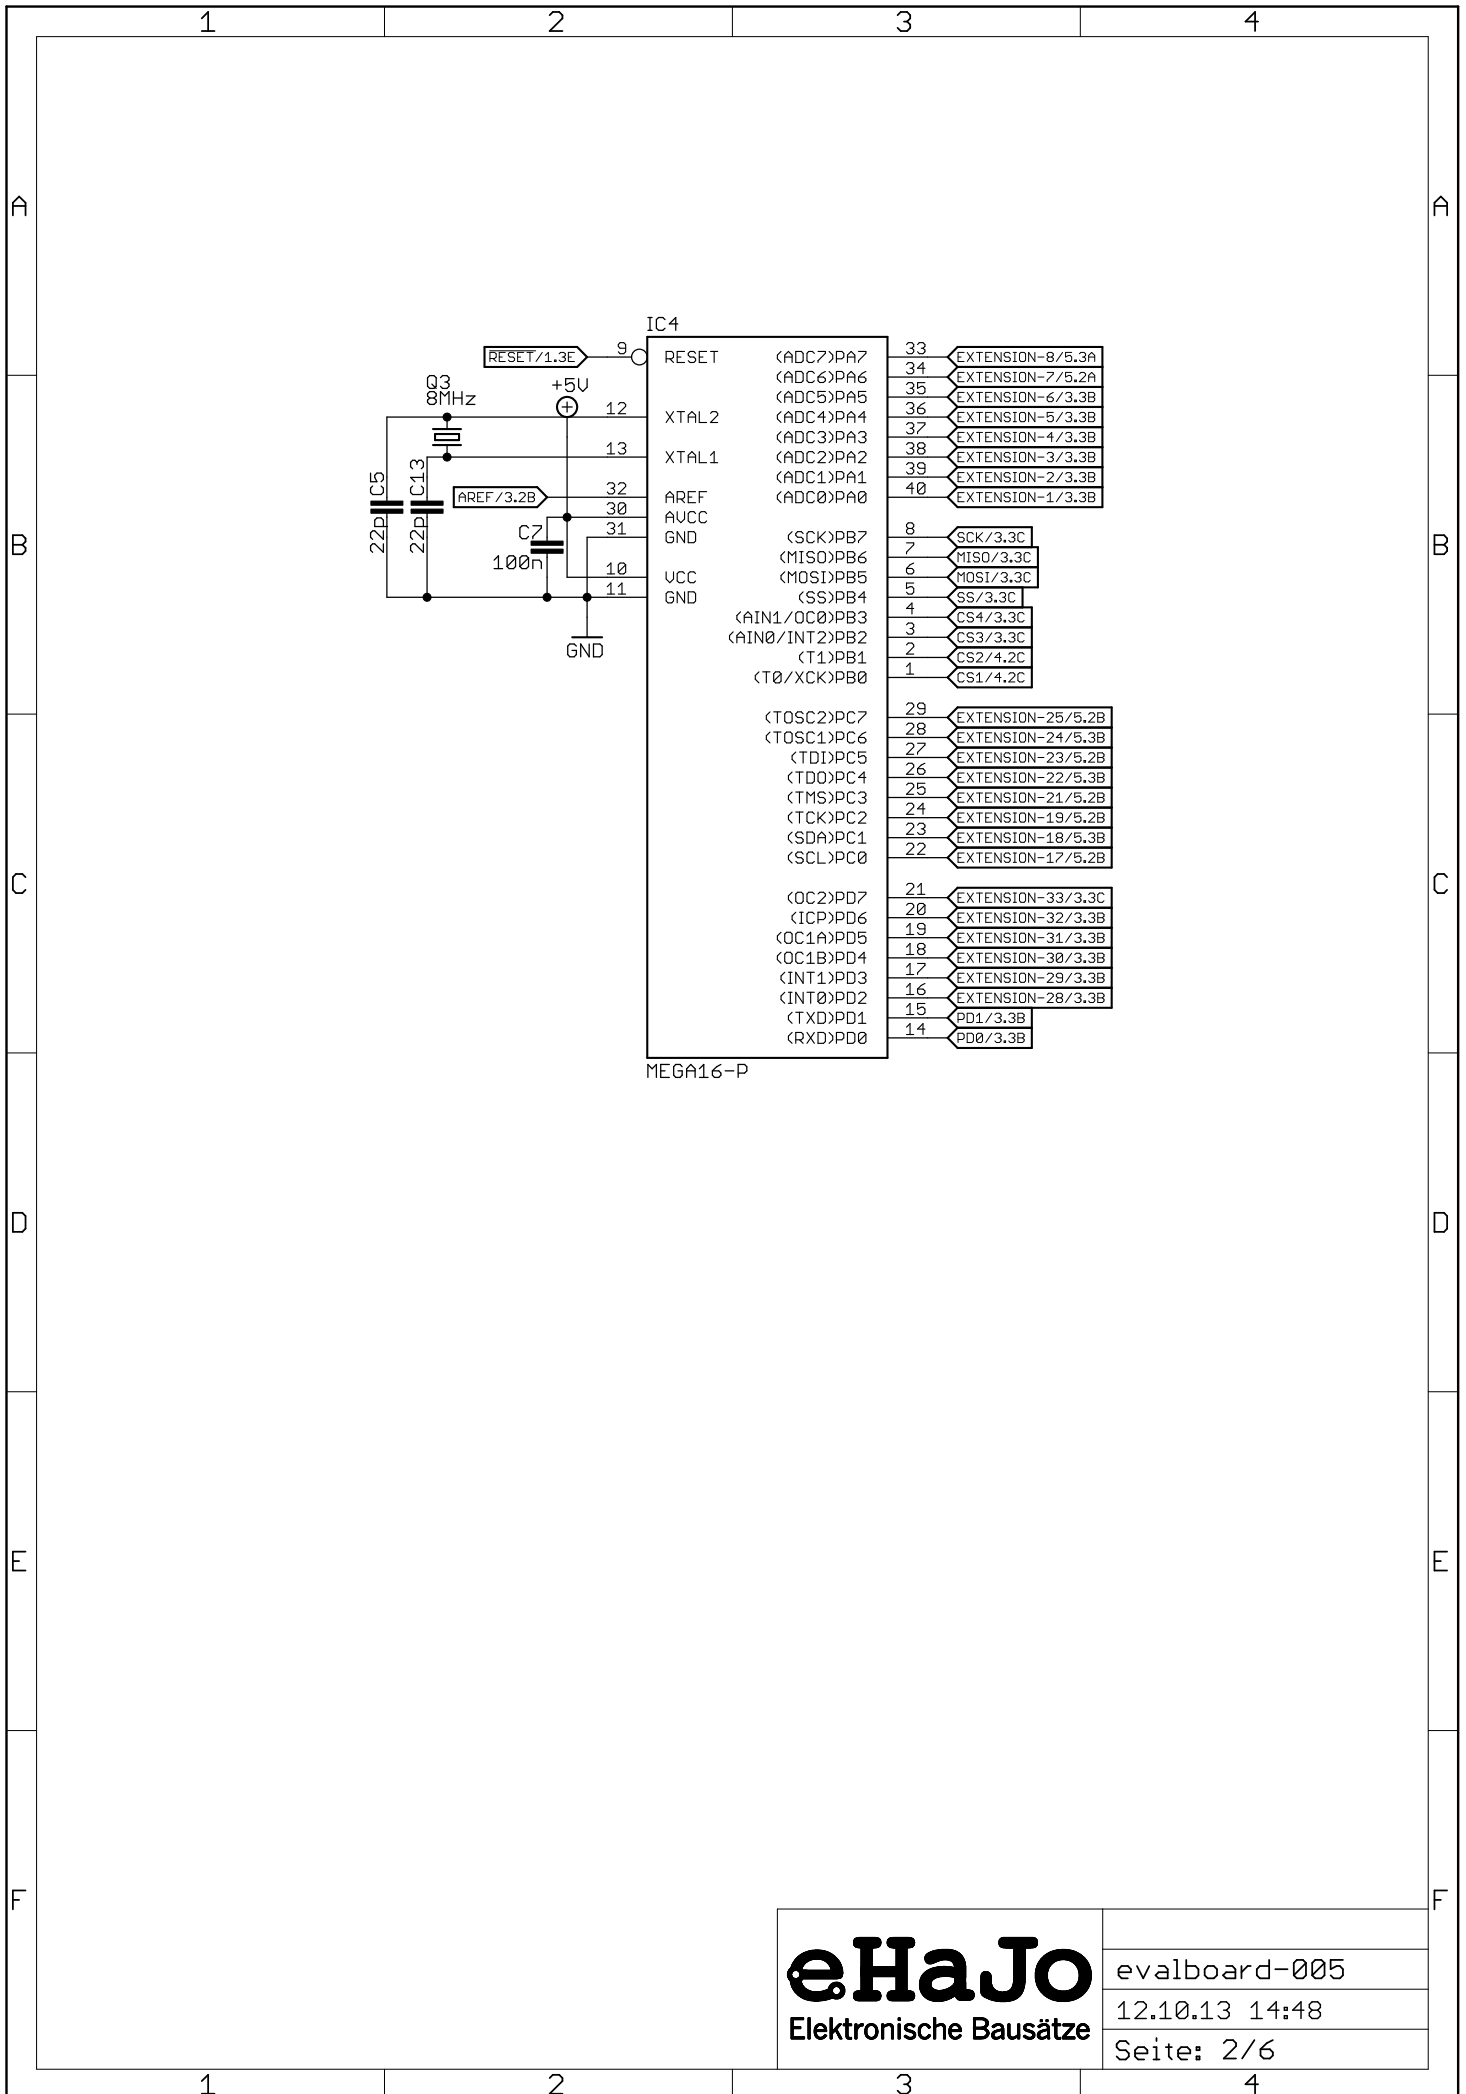 1 2 3 4
A A
B B
C C
D D
E E
F F
1 2 3 4
IC4
RESET/1.3E 9 RESET
Q3
8MHz
+5V
12 XTAL2
13 XTAL1
C5
22p
C13
22p
AREF/3.2B 32 AREF
30 AVCC
31 GND
C7
100n
10 VCC
11 GND
GND
(ADC7)PA7 33 EXTENSION-8/5.3A
(ADC6)PA6 34 EXTENSION-7/5.2A
(ADC5)PA5 35 EXTENSION-6/3.3B
(ADC4)PA4 36 EXTENSION-5/3.3B
(ADC3)PA3 37 EXTENSION-4/3.3B
(ADC2)PA2 38 EXTENSION-3/3.3B
(ADC1)PA1 39 EXTENSION-2/3.3B
(ADC0)PA0 40 EXTENSION-1/3.3B
(SCK)PB7 8 SCK/3.3C
(MISO)PB6 7 MISO/3.3C
(MOSI)PB5 6 MOSI/3.3C
(SS)PB4 5 SS/3.3C
(AIN1/OC0)PB3 4 CS4/3.3C
(AIN0/INT2)PB2 3 CS3/3.3C
(T1)PB1 2 CS2/4.2C
(T0/XCK)PB0 1 CS1/4.2C
(TOSC2)PC7 29 EXTENSION-25/5.2B
(TOSC1)PC6 28 EXTENSION-24/5.3B
(TDI)PC5 27 EXTENSION-23/5.2B
(TDO)PC4 26 EXTENSION-22/5.3B
(TMS)PC3 25 EXTENSION-21/5.2B
(TCK)PC2 24 EXTENSION-19/5.2B
(SDA)PC1 23 EXTENSION-18/5.3B
(SCL)PC0 22 EXTENSION-17/5.2B
(OC2)PD7 21 EXTENSION-33/3.3C
(ICP)PD6 20 EXTENSION-32/3.3B
(OC1A)PD5 19 EXTENSION-31/3.3B
(OC1B)PD4 18 EXTENSION-30/3.3B
(INT1)PD3 17 EXTENSION-29/3.3B
(INT0)PD2 16 EXTENSION-28/3.3B
(TXD)PD1 15 PD1/3.3B
(RXD)PD0 14 PD0/3.3B
MEGA16-P
eHaJo
Elektronische Bausätze
evalboard-005
12.10.13 14:48
Seite: 2/6